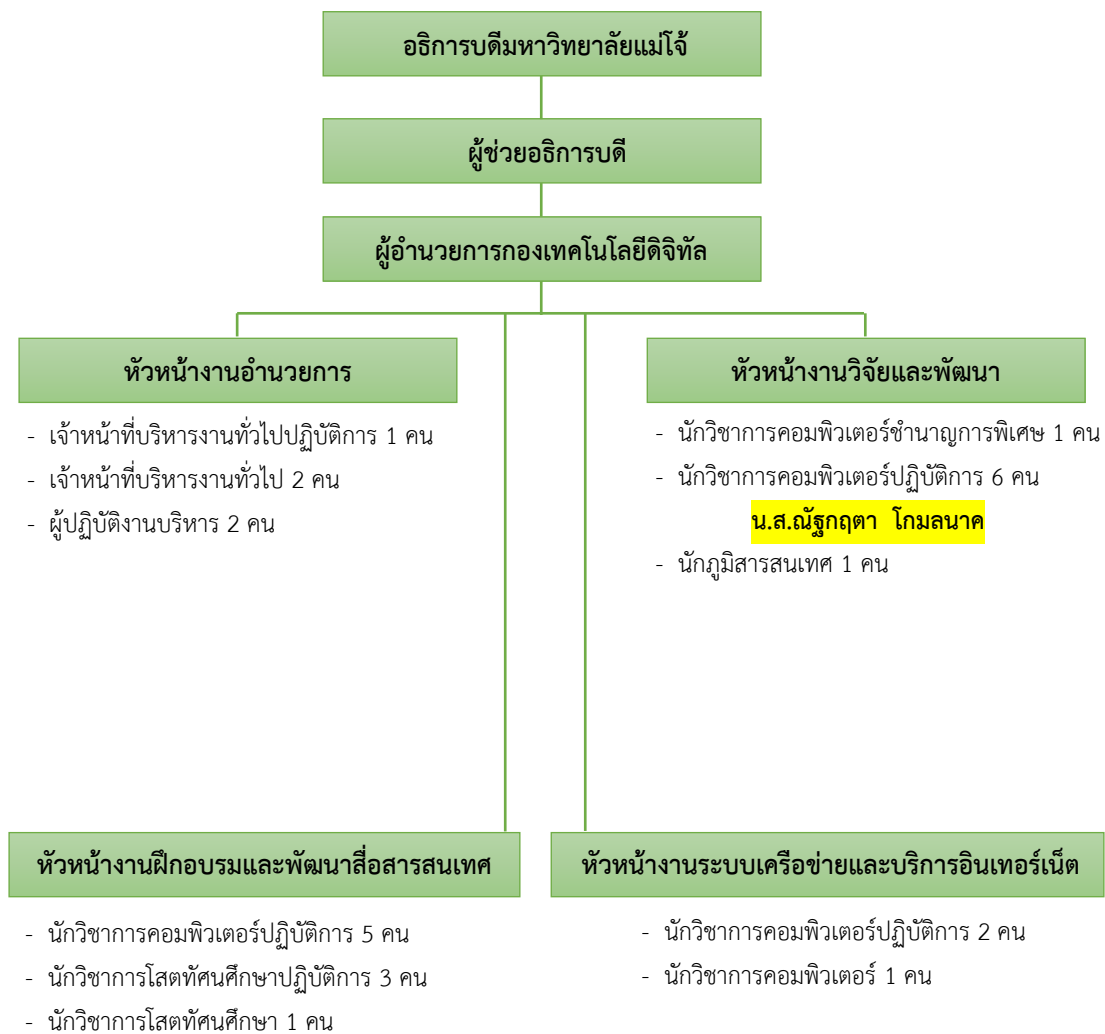 อธิการบดีมหาวิทยาลัยแม่โจ้
ผู้ช่วยอธิการบดี
ผู้อำนวยการกองเทคโนโลยีดิจิทัล
หัวหน้างานอำนวยการ
- เจ้าหน้าที่บริหารงานทั่วไปปฏิบัติการ 1 คน
- เจ้าหน้าที่บริหารงานทั่วไป 2 คน
- ผู้ปฏิบัติงานบริหาร 2 คน
หัวหน้างานวิจัยและพัฒนา
- นักวิชาการคอมพิวเตอร์ชำนาญการพิเศษ 1 คน
- นักวิชาการคอมพิวเตอร์ปฏิบัติการ 6 คน
น.ส.ณัฐกฤตา โกมลนาค
- นักภูมิสารสนเทศ 1 คน
หัวหน้างานฝึกอบรมและพัฒนาสื่อสารสนเทศ
- นักวิชาการคอมพิวเตอร์ปฏิบัติการ 5 คน
- นักวิชาการโสตทัศนศึกษาปฏิบัติการ 3 คน
- นักวิชาการโสตทัศนศึกษา 1 คน
หัวหน้างานระบบเครือข่ายและบริการอินเทอร์เน็ต
- นักวิชาการคอมพิวเตอร์ปฏิบัติการ 2 คน
- นักวิชาการคอมพิวเตอร์ 1 คน